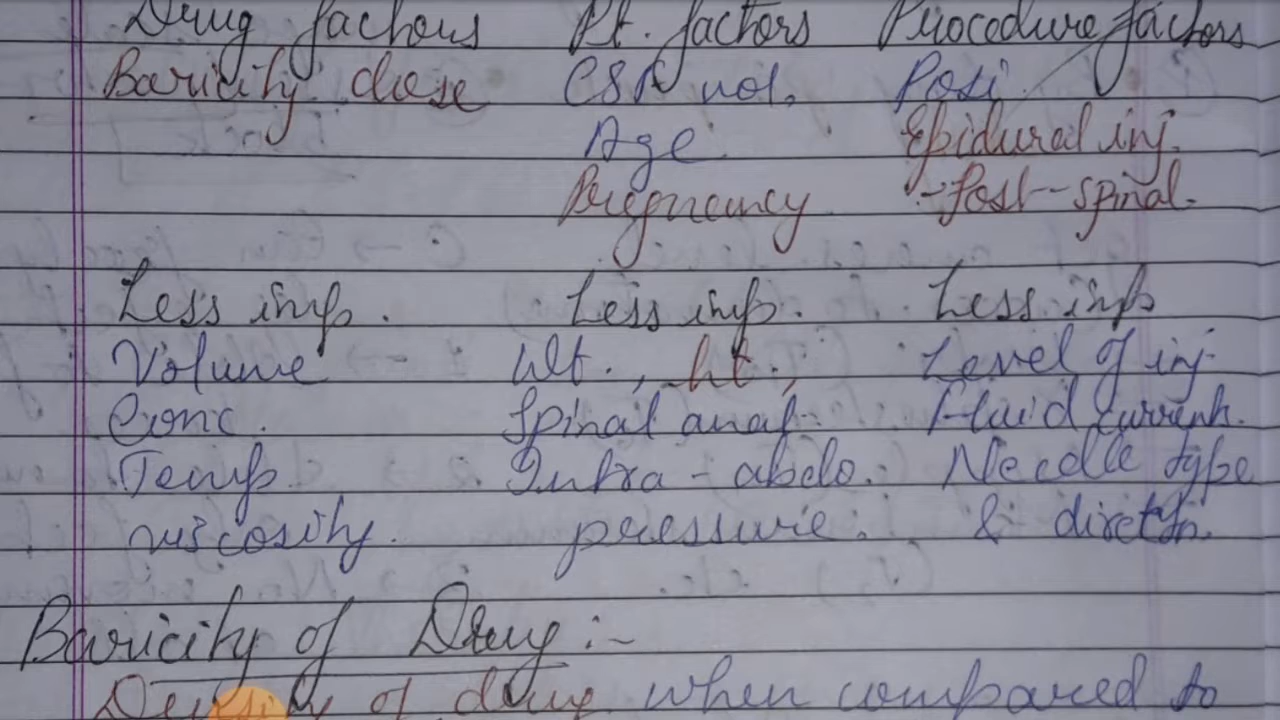 Drug factors Pt. factors Procedure factors
Baricity dose CSF vol. Posi
Age Epidural inj.
Pregnancy - Post-spinal.
Less imp. Less imp. Less imp
Volume Wt., ht., Level of inj.
Conc. Spinal anat. Fluid current.
Temp. Intra-abdo. Needle type
viscosity. pressure. & directn.
Baricity of Drug :-
Density of drug when compared to